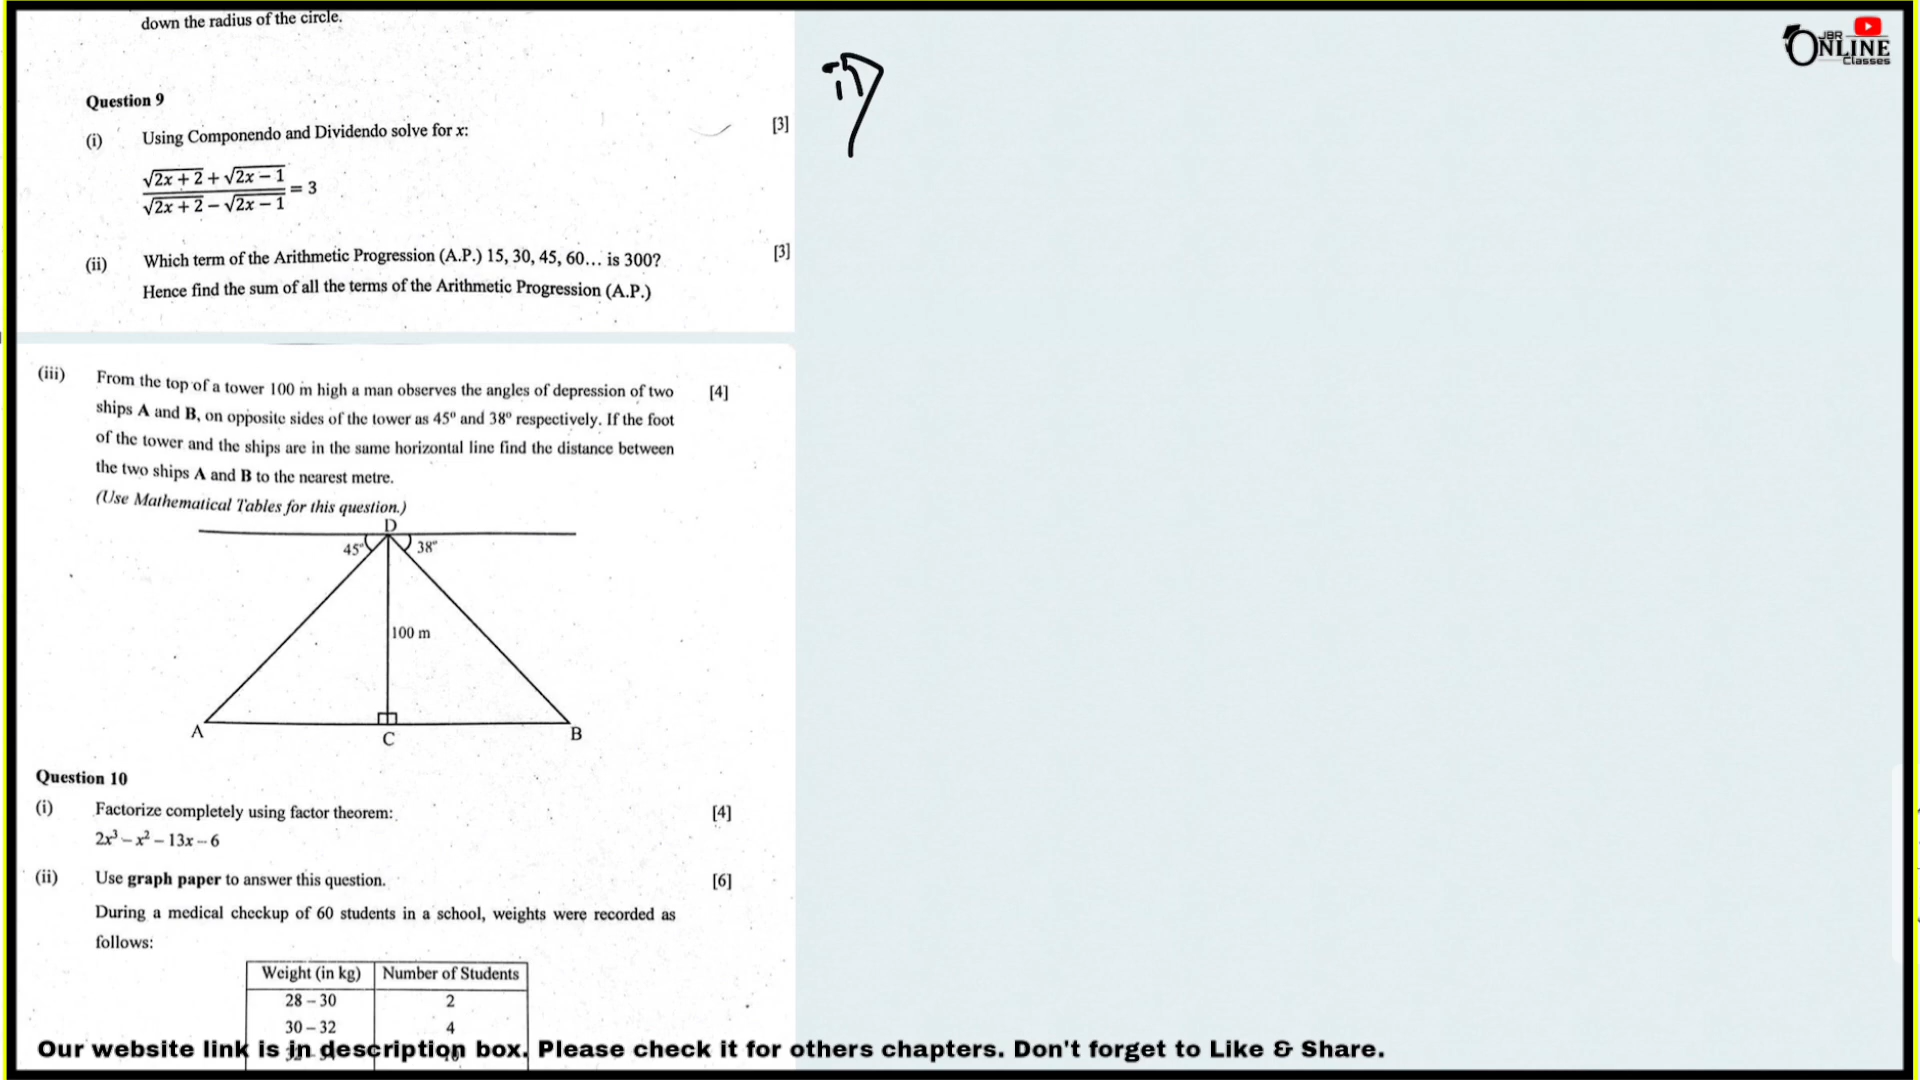 down the radius of the circle.
Question 9
(i) Using Componendo and Dividendo solve for x: [3]
√2x + 2 + √2x − 1
√2x + 2 − √2x − 1 = 3
(ii) Which term of the Arithmetic Progression (A.P.) 15, 30, 45, 60… is 300? [3]
Hence find the sum of all the terms of the Arithmetic Progression (A.P.)
(iii) From the top of a tower 100 m high a man observes the angles of depression of two [4]
ships A and B, on opposite sides of the tower as 45° and 38° respectively. If the foot
of the tower and the ships are in the same horizontal line find the distance between
the two ships A and B to the nearest metre.
(Use Mathematical Tables for this question.)
D
45° 38°
100 m
A C B
Question 10
(i) Factorize completely using factor theorem: [4]
2x³ – x² – 13x – 6
(ii) Use graph paper to answer this question. [6]
During a medical checkup of 60 students in a school, weights were recorded as
follows:
Weight (in kg) Number of Students
28 – 30 2
30 – 32 4
Our website link is in description box. Please check it for others chapters. Don't forget to Like & Share.
JBR
ONLINE
Classes